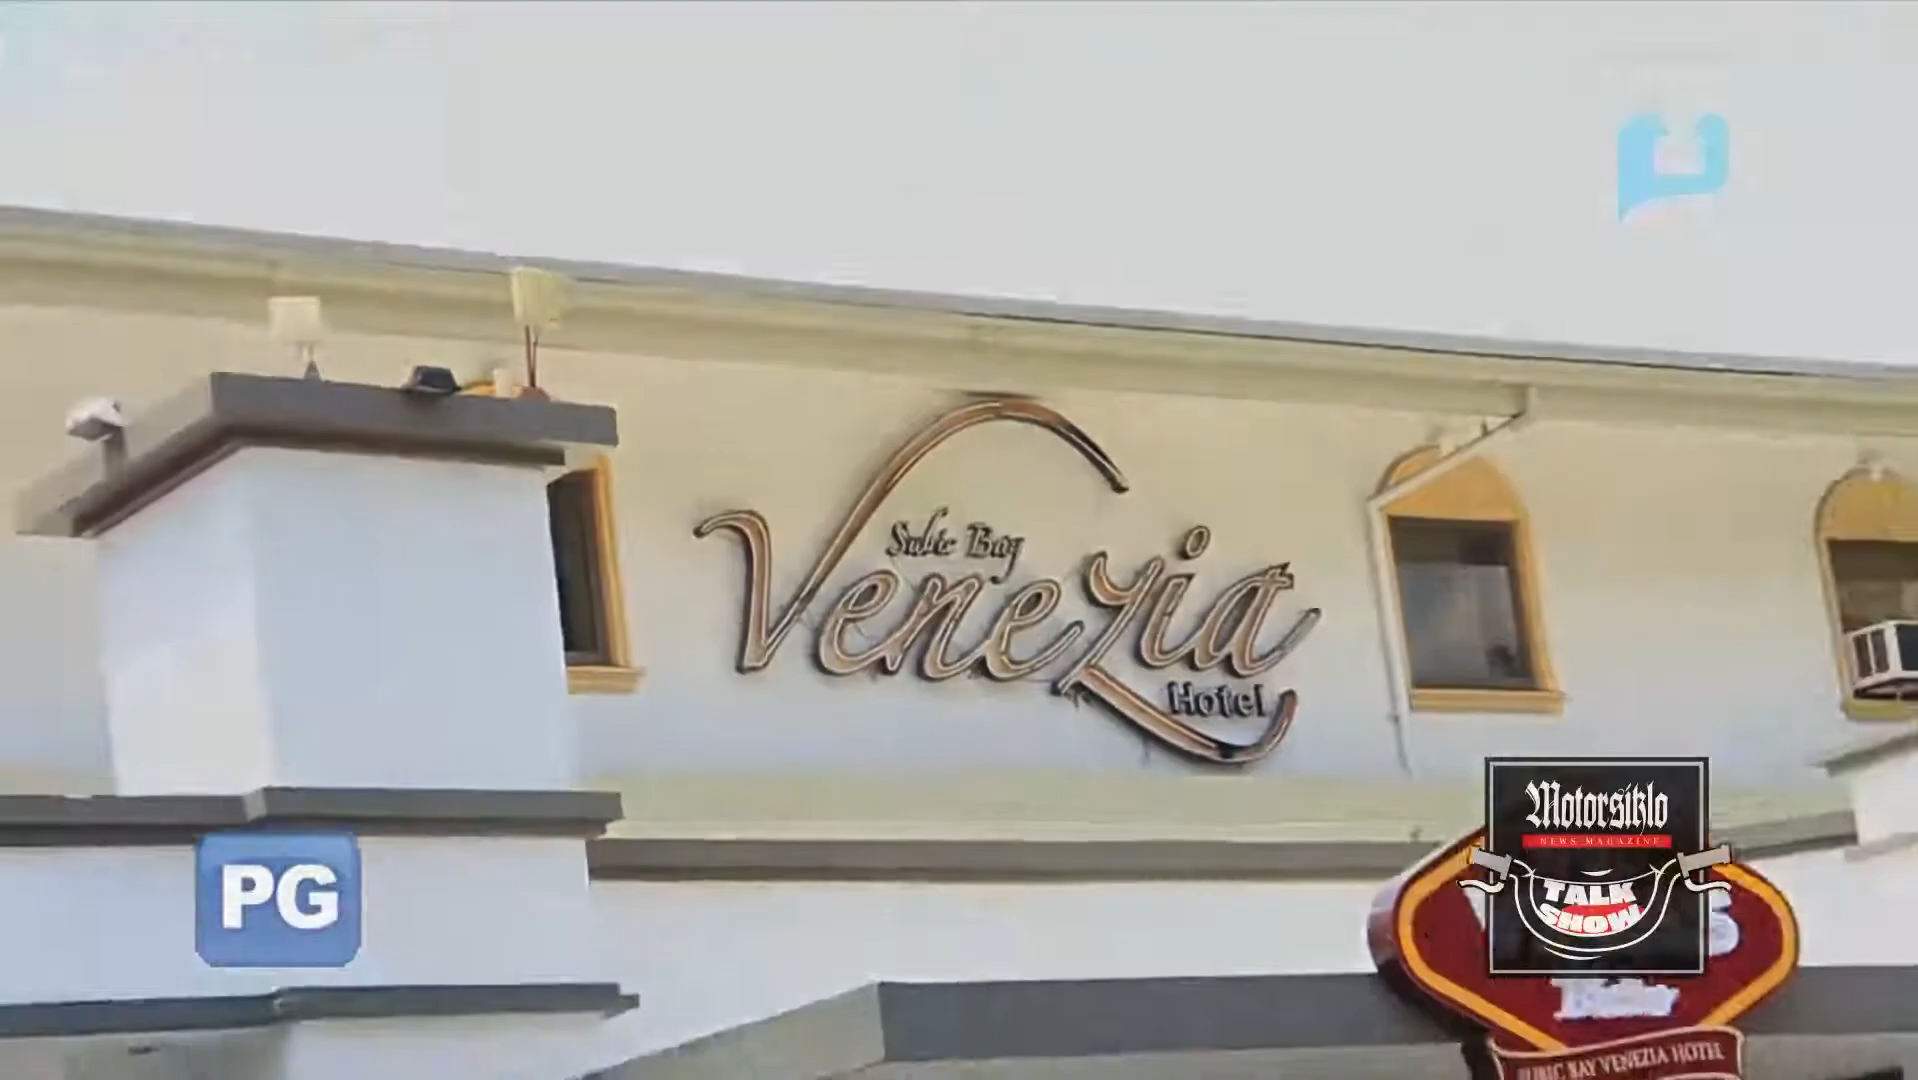 Subic Bay
Venezia
Hotel
Motorsiklo
NEWS MAGAZINE
TALK
SHOW
PG
SUBIC BAY VENEZIA HOTEL